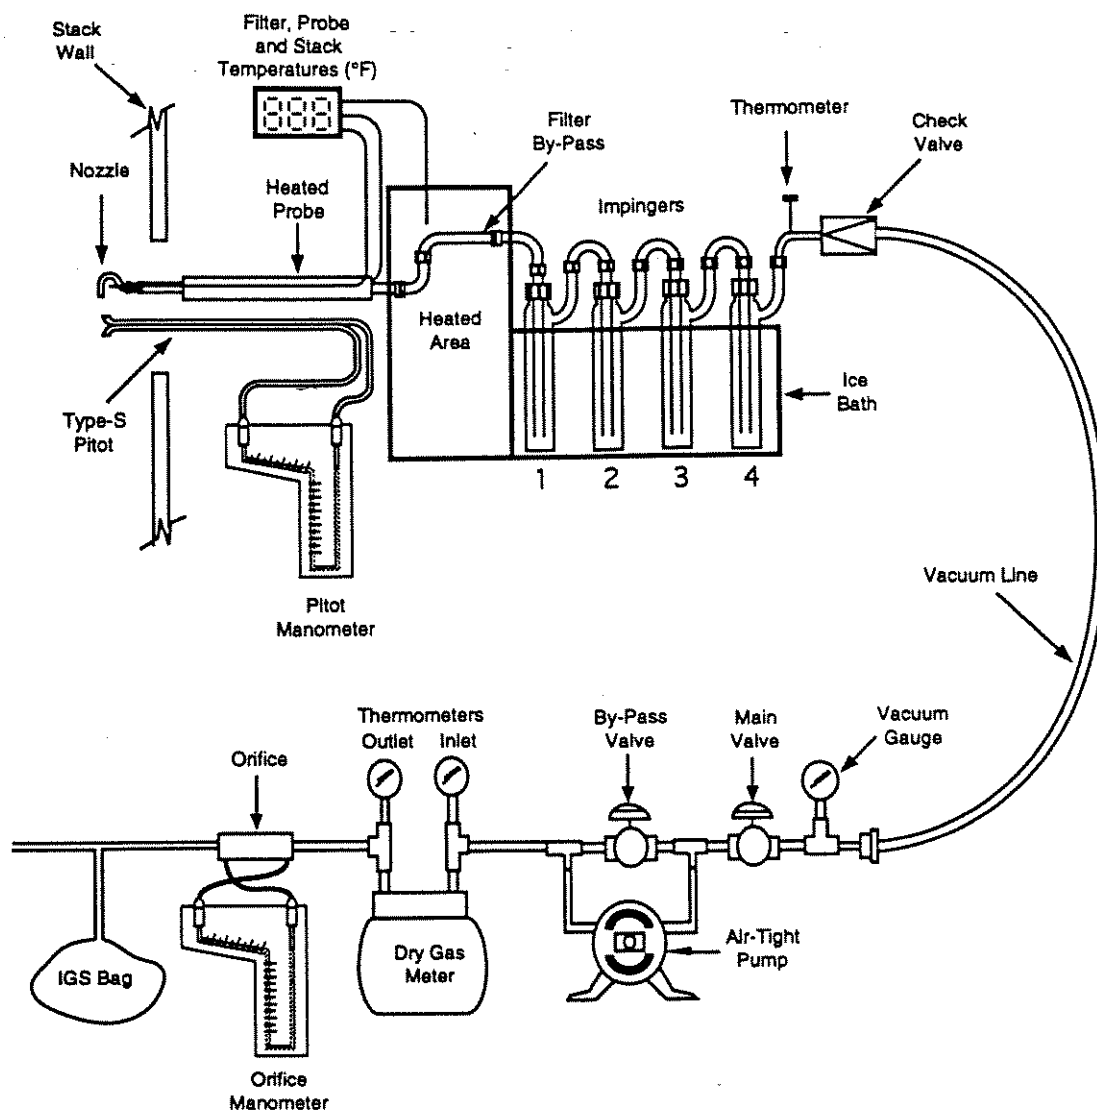 Stack
Wall
Filter, Probe
and Stack
Temperatures (°F)
888
Thermometer
Check
Valve
Filter
By-Pass
Nozzle
Heated
Probe
Impingers
Heated
Area
Type-S
Pitot
Ice
Bath
1 2 3 4
Pitot
Manometer
Vacuum Line
Thermometers
Outlet Inlet
By-Pass
Valve
Main
Valve
Vacuum
Gauge
Orifice
IGS Bag
Dry Gas
Meter
Air-Tight
Pump
Orifice
Manometer